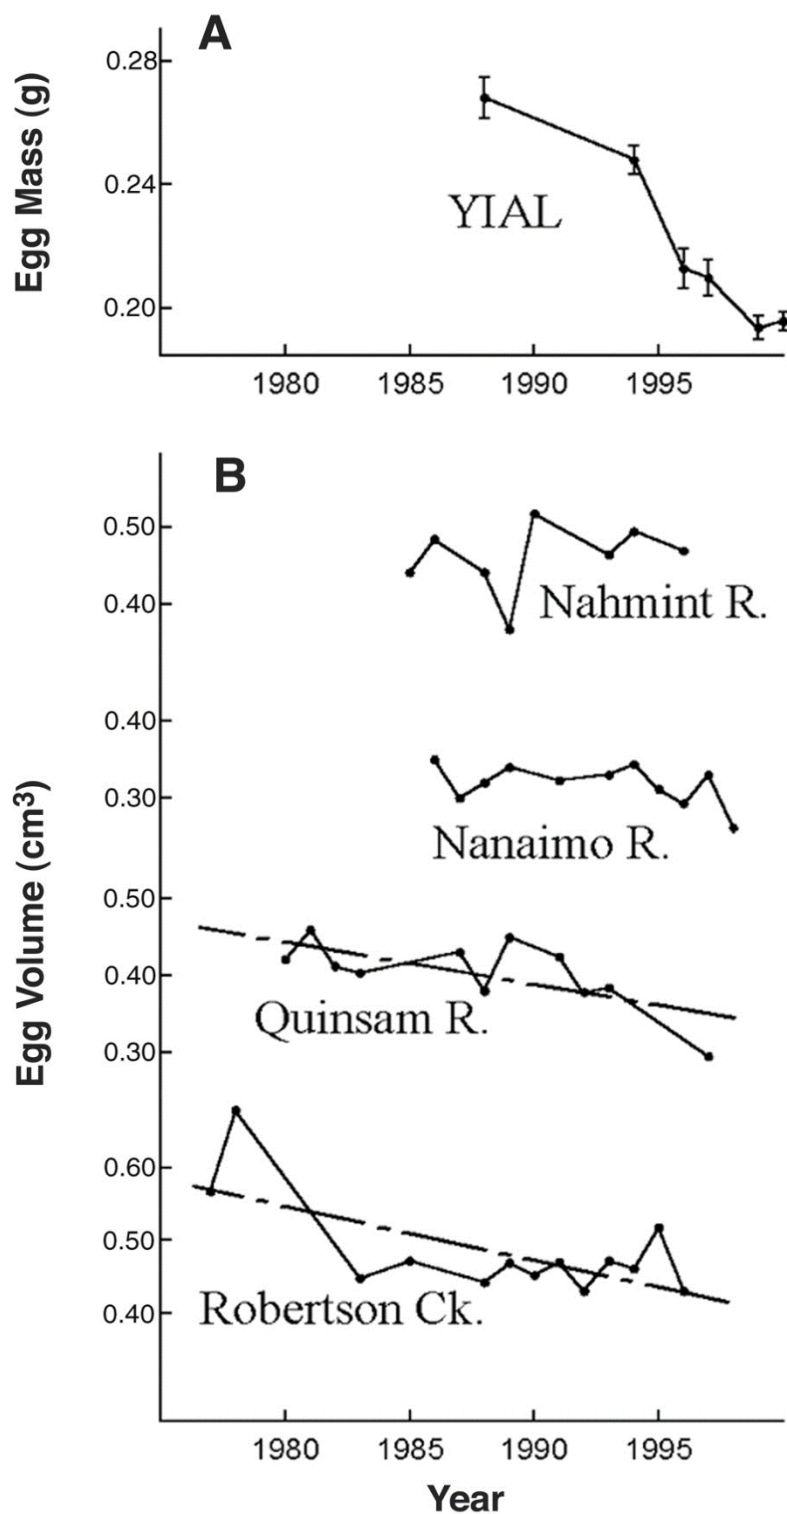 A
Egg Mass (g)
0.28
0.24
0.20
YIAL
1980 1985 1990 1995
B
Egg Volume (cm³)
0.50
0.40
Nahmint R.
0.40
0.30
Nanaimo R.
0.50
0.40
0.30
Quinsam R.
0.60
0.50
0.40
Robertson Ck.
1980 1985 1990 1995
Year